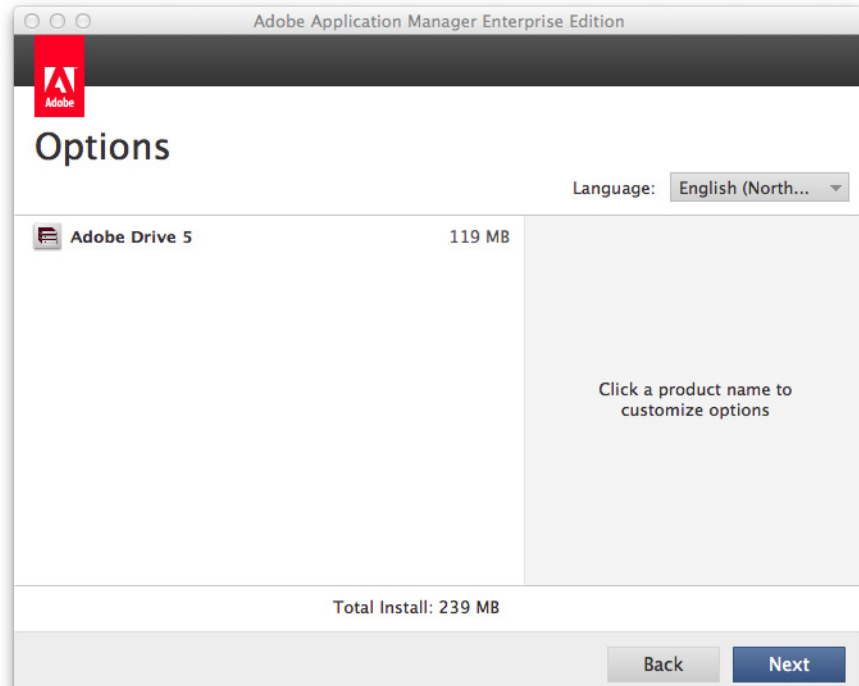 Adobe Application Manager Enterprise Edition
Adobe
Options
Language: English (North...
Adobe Drive 5 119 MB
Click a product name to
customize options
Total Install: 239 MB
Back Next